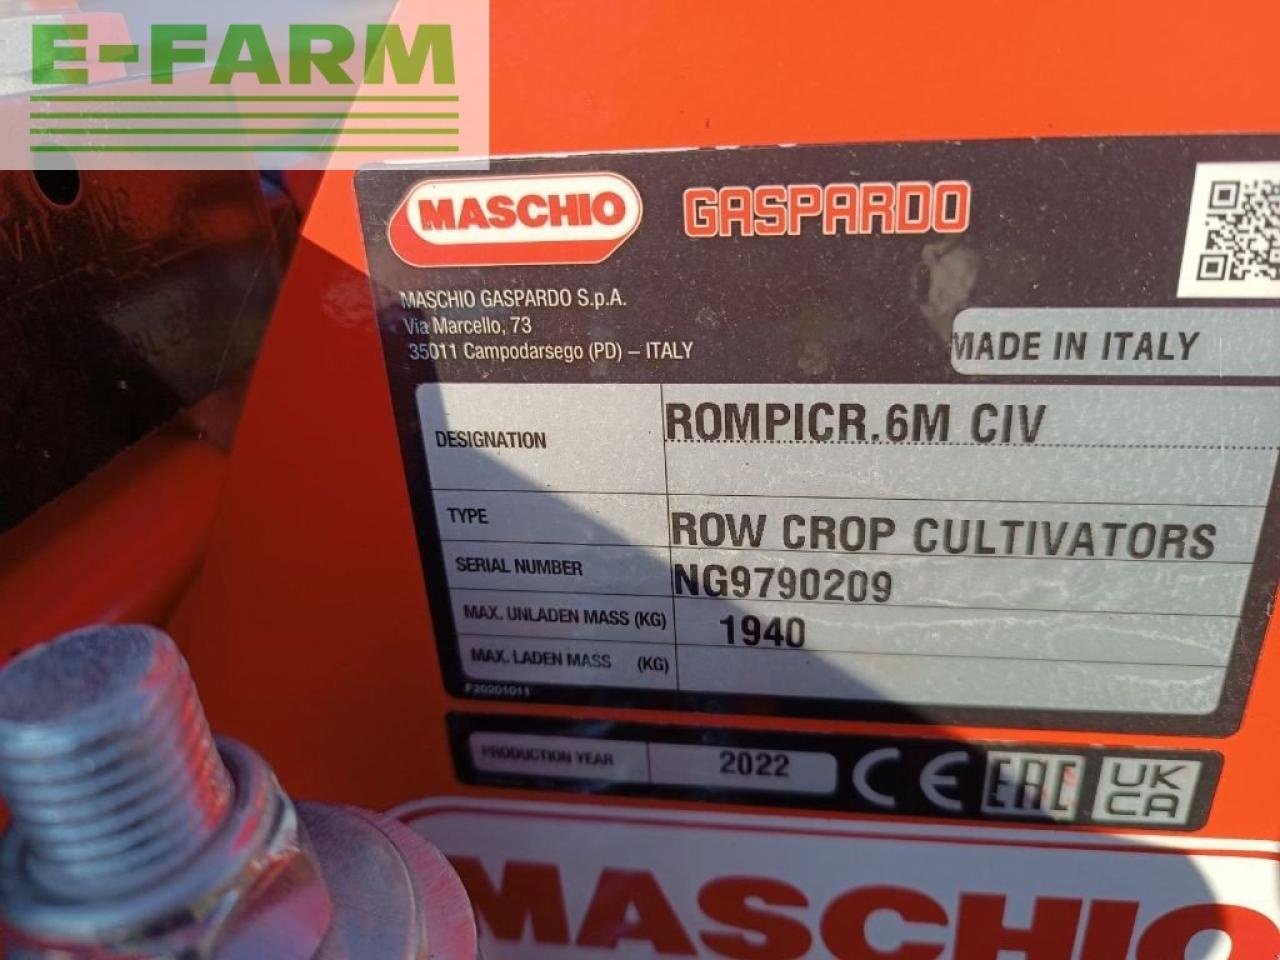 E-FARM
MASCHIO GASPARDO
MASCHIO GASPARDO S.p.A.
Via Marcello, 73
35011 Campodarsego (PD) – ITALY
MADE IN ITALY
DESIGNATION ROMPICR.6M CIV
TYPE ROW CROP CULTIVATORS
SERIAL NUMBER NG9790209
MAX. UNLADEN MASS (KG) 1940
MAX. LADEN MASS (KG)
F20201011
PRODUCTION YEAR 2022 CE EAC UK CA
MASCHIO